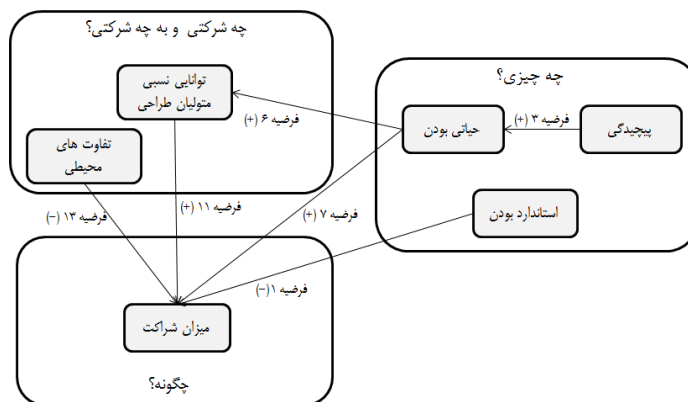 چه شرکتی و به چه شرکتی؟
توانایی نسبی
متولیان طراحی
تفاوت های
محیطی
چه چیزی؟
پیچیدگی
فرضیه ۳ (+)
حیاتی بودن
استاندارد بودن
فرضیه ۶ (+)
فرضیه ۷ (+)
فرضیه ۱۱ (+)
فرضیه ۱۳ (-)
فرضیه ۱(-)
میزان شراکت
چگونه؟